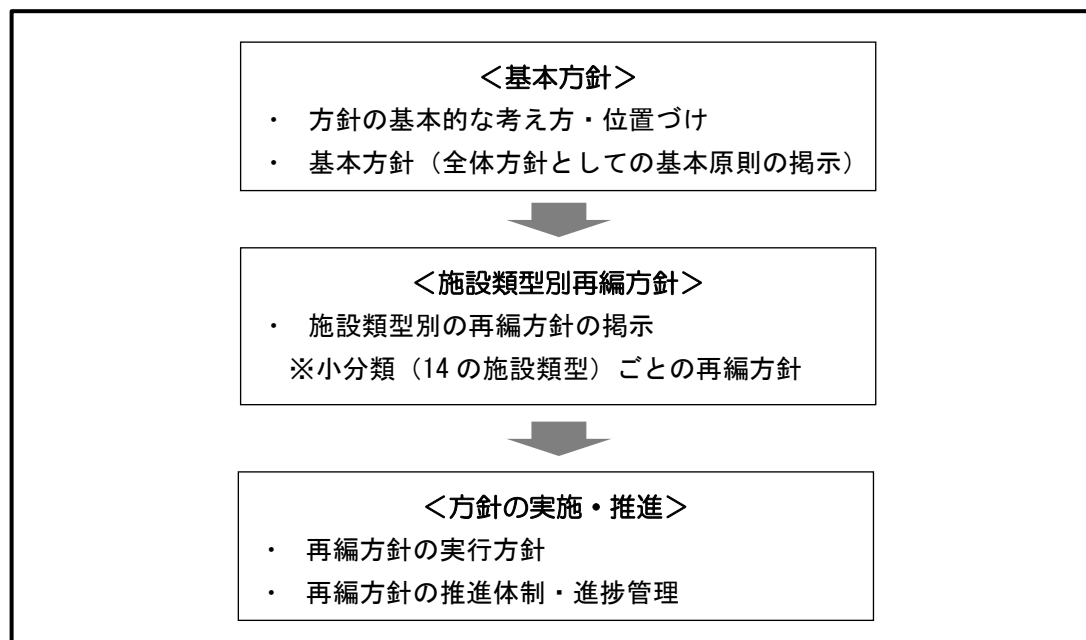 ＜基本方針＞
・ 方針の基本的な考え方・位置づけ
・ 基本方針（全体方針としての基本原則の掲示）
＜施設類型別再編方針＞
・ 施設類型別の再編方針の掲示
※小分類（14 の施設類型）ごとの再編方針
＜方針の実施・推進＞
・ 再編方針の実行方針
・ 再編方針の推進体制・進捗管理